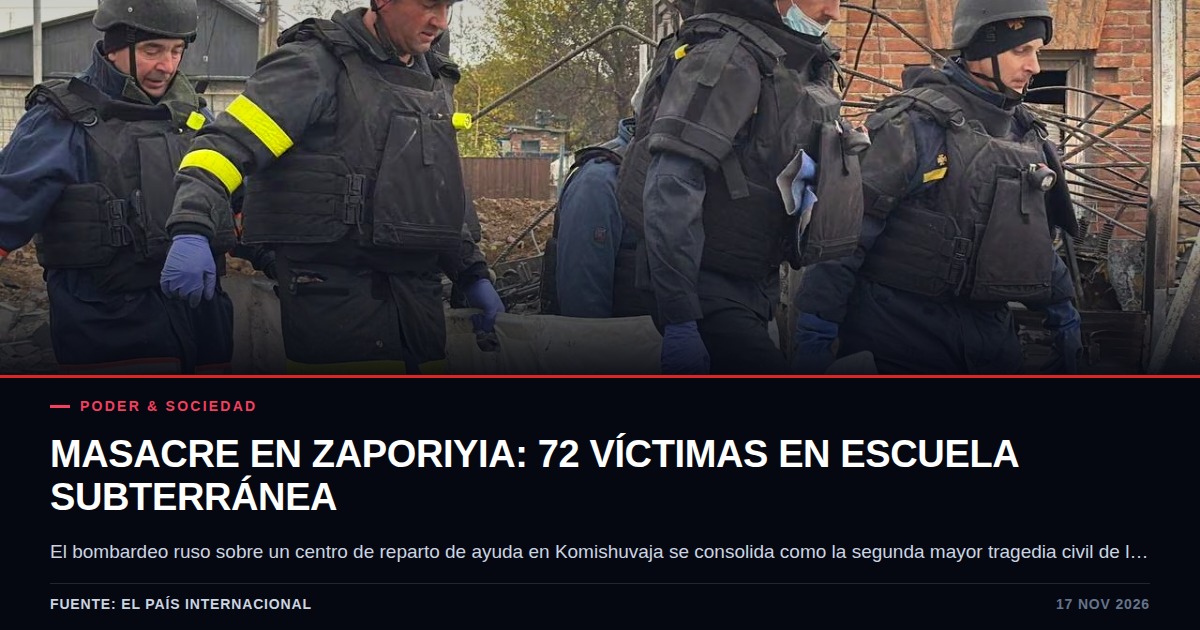 PODER & SOCIEDAD
MASACRE EN ZAPORIYIA: 72 VÍCTIMAS EN ESCUELA
SUBTERRÁNEA
El bombardeo ruso sobre un centro de reparto de ayuda en Komishuvaja se consolida como la segunda mayor tragedia civil de l…
FUENTE: EL PAÍS INTERNACIONAL
17 NOV 2026